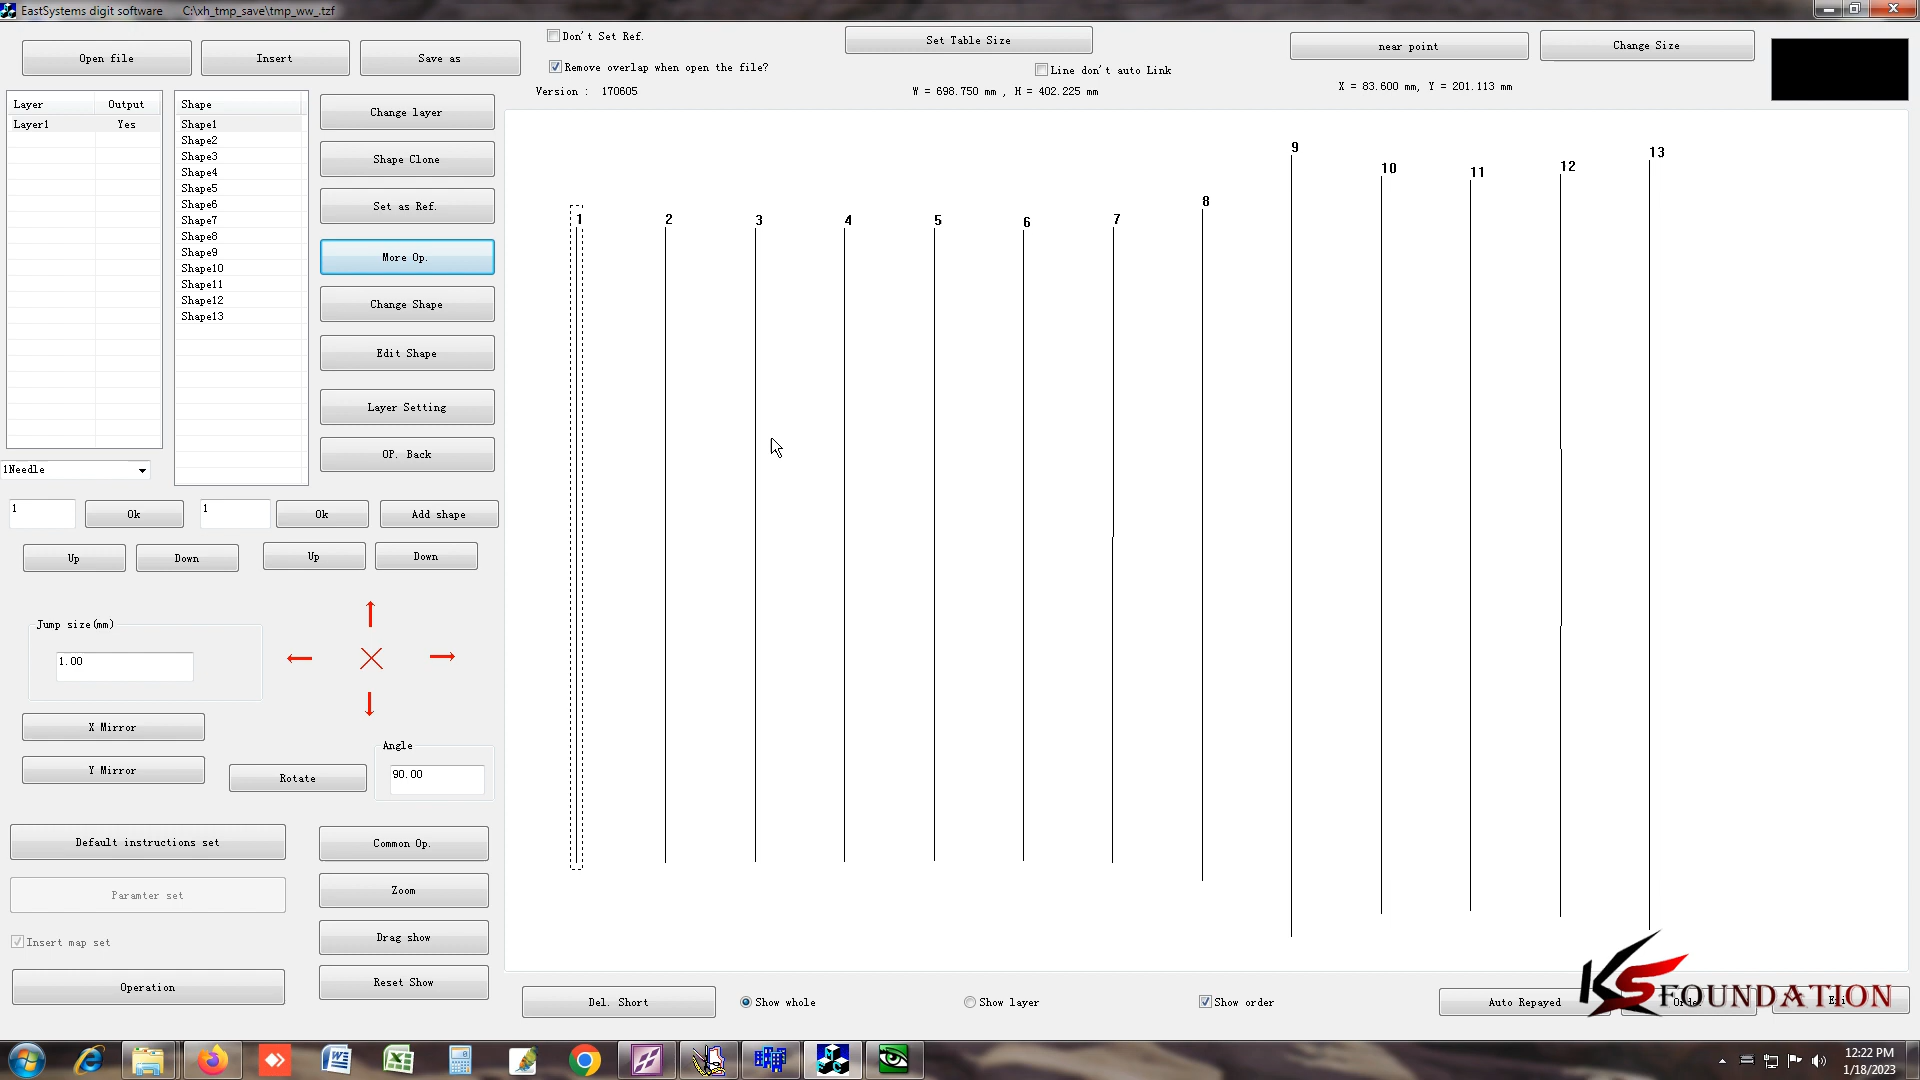 EastSystems digit software C:\xh_tmp_save\tmp_ww_.tzf
Open file Insert Save as
Don't Set Ref.
Remove overlap when open the file?
Version : 170605
Set Table Size
Line don't auto Link
W = 698.750 mm , H = 402.225 mm
near point Change Size
X = 83.600 mm, Y = 201.113 mm
Layer Output
Layer1 Yes
Shape
Shape1
Shape2
Shape3
Shape4
Shape5
Shape6
Shape7
Shape8
Shape9
Shape10
Shape11
Shape12
Shape13
Change layer
Shape Clone
Set as Ref.
More Op.
Change Shape
Edit Shape
Layer Setting
OP. Back
1Needle
1 Ok 1 Ok Add shape
Up Down Up Down
Jump size(mm)
1.00
X Mirror
Y Mirror
Rotate
Angle
90.00
Default instructions set
Paramter set
Insert map set
Operation
Common Op.
Zoom
Drag show
Reset Show
1 2 3 4 5 6 7 8 9 10 11 12 13
Del. Short Show whole Show layer Show order Auto Repayed
KS FOUNDATION
12:22 PM
1/18/2023